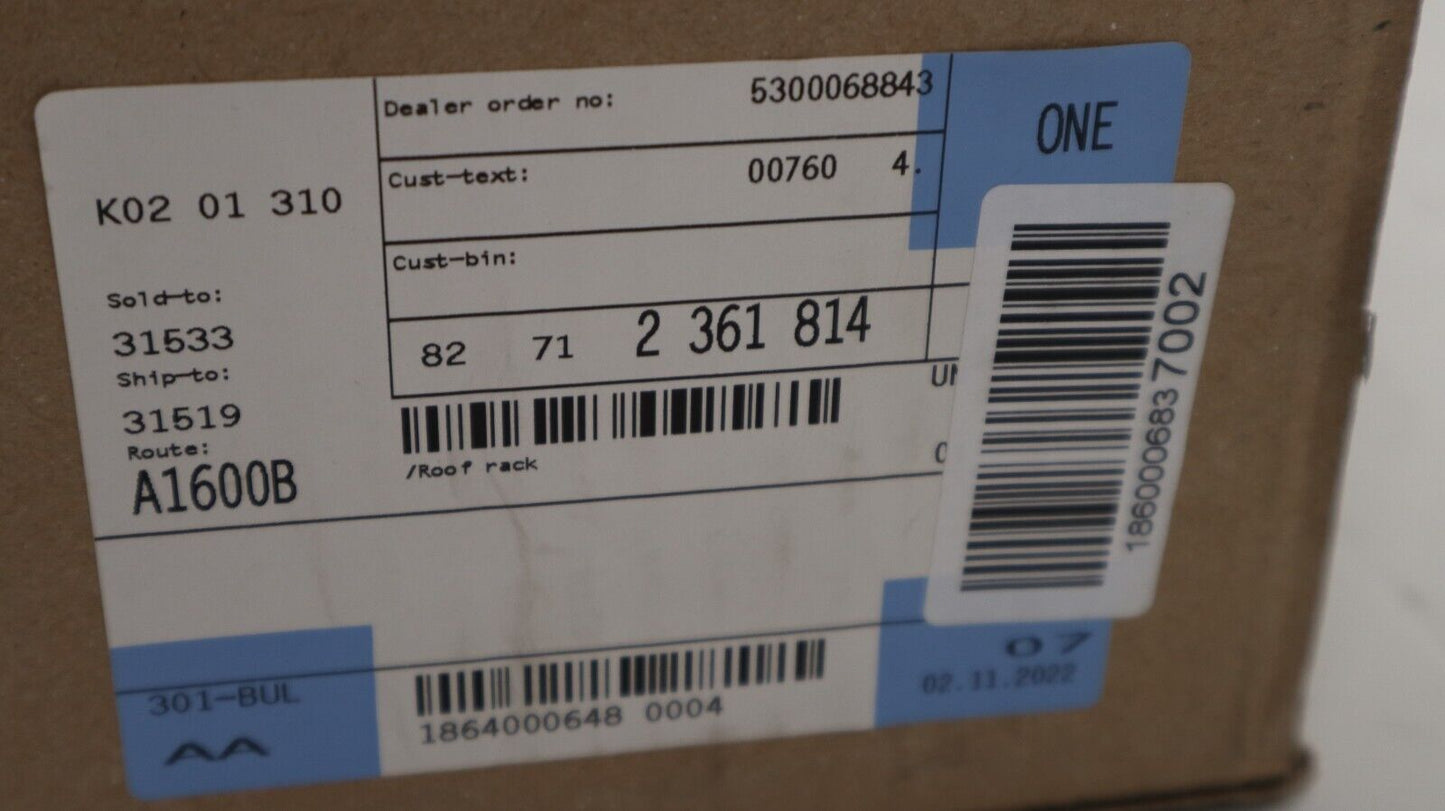 K02 01 310
Sold-to:
31533
Ship-to:
31519
Route:
A1600B
Dealer order no: 5300068843
Cust-text: 00760 4.
Cust-bin:
82 71 2 361 814
/Roof rack
ONE
1860006837002
301-BUL
AA
1864000648 0004
07
02.11.2022